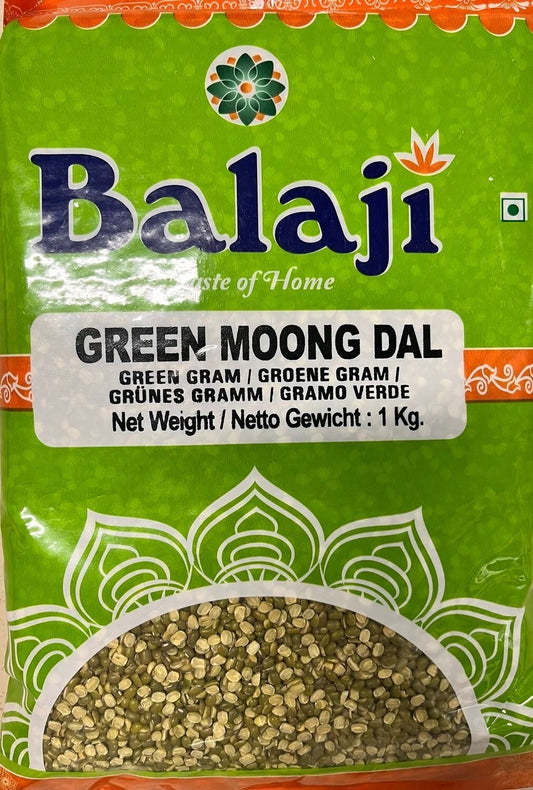 Balaji
Taste of Home
GREEN MOONG DAL
GREEN GRAM / GROENE GRAM /
GRÜNES GRAMM / GRAMO VERDE
Net Weight / Netto Gewicht : 1 Kg.